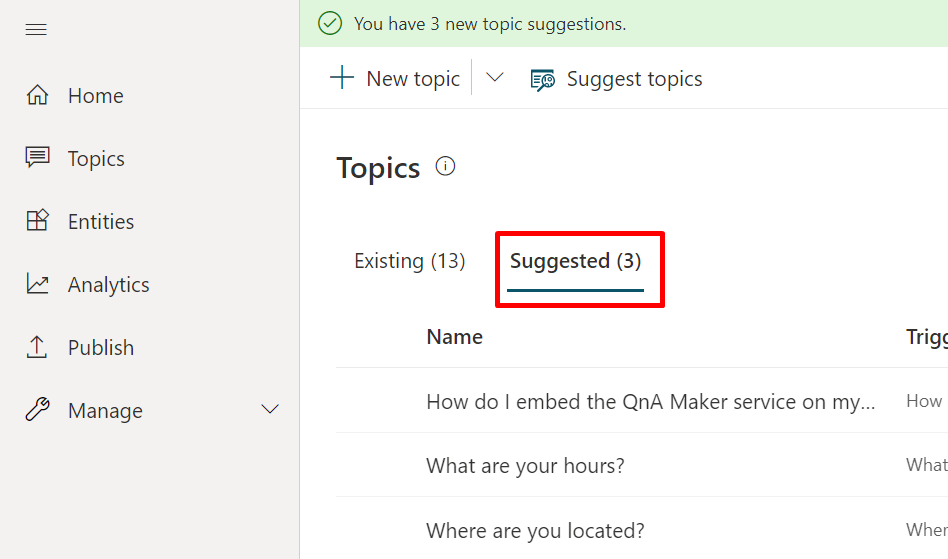 You have 3 new topic suggestions.
New topic
Suggest topics
Home
Topics
Entities
Analytics
Publish
Manage
Topics
Existing (13)
Suggested (3)
Name
Trigg
How do I embed the QnA Maker service on my...
How
What are your hours?
What
Where are you located?
Wher